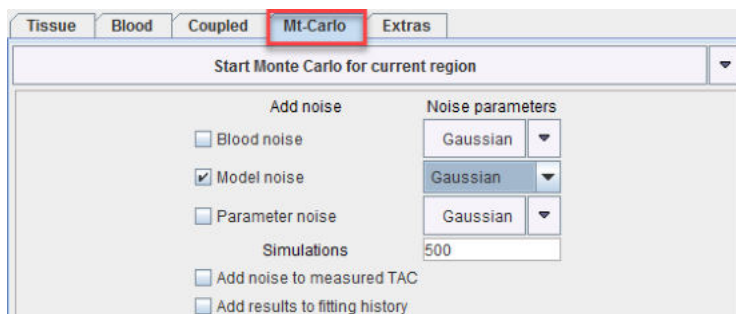 Tissue Blood Coupled Mt-Carlo Extras
Start Monte Carlo for current region
Add noise Noise parameters
Blood noise Gaussian
Model noise Gaussian
Parameter noise Gaussian
Simulations 500
Add noise to measured TAC
Add results to fitting history